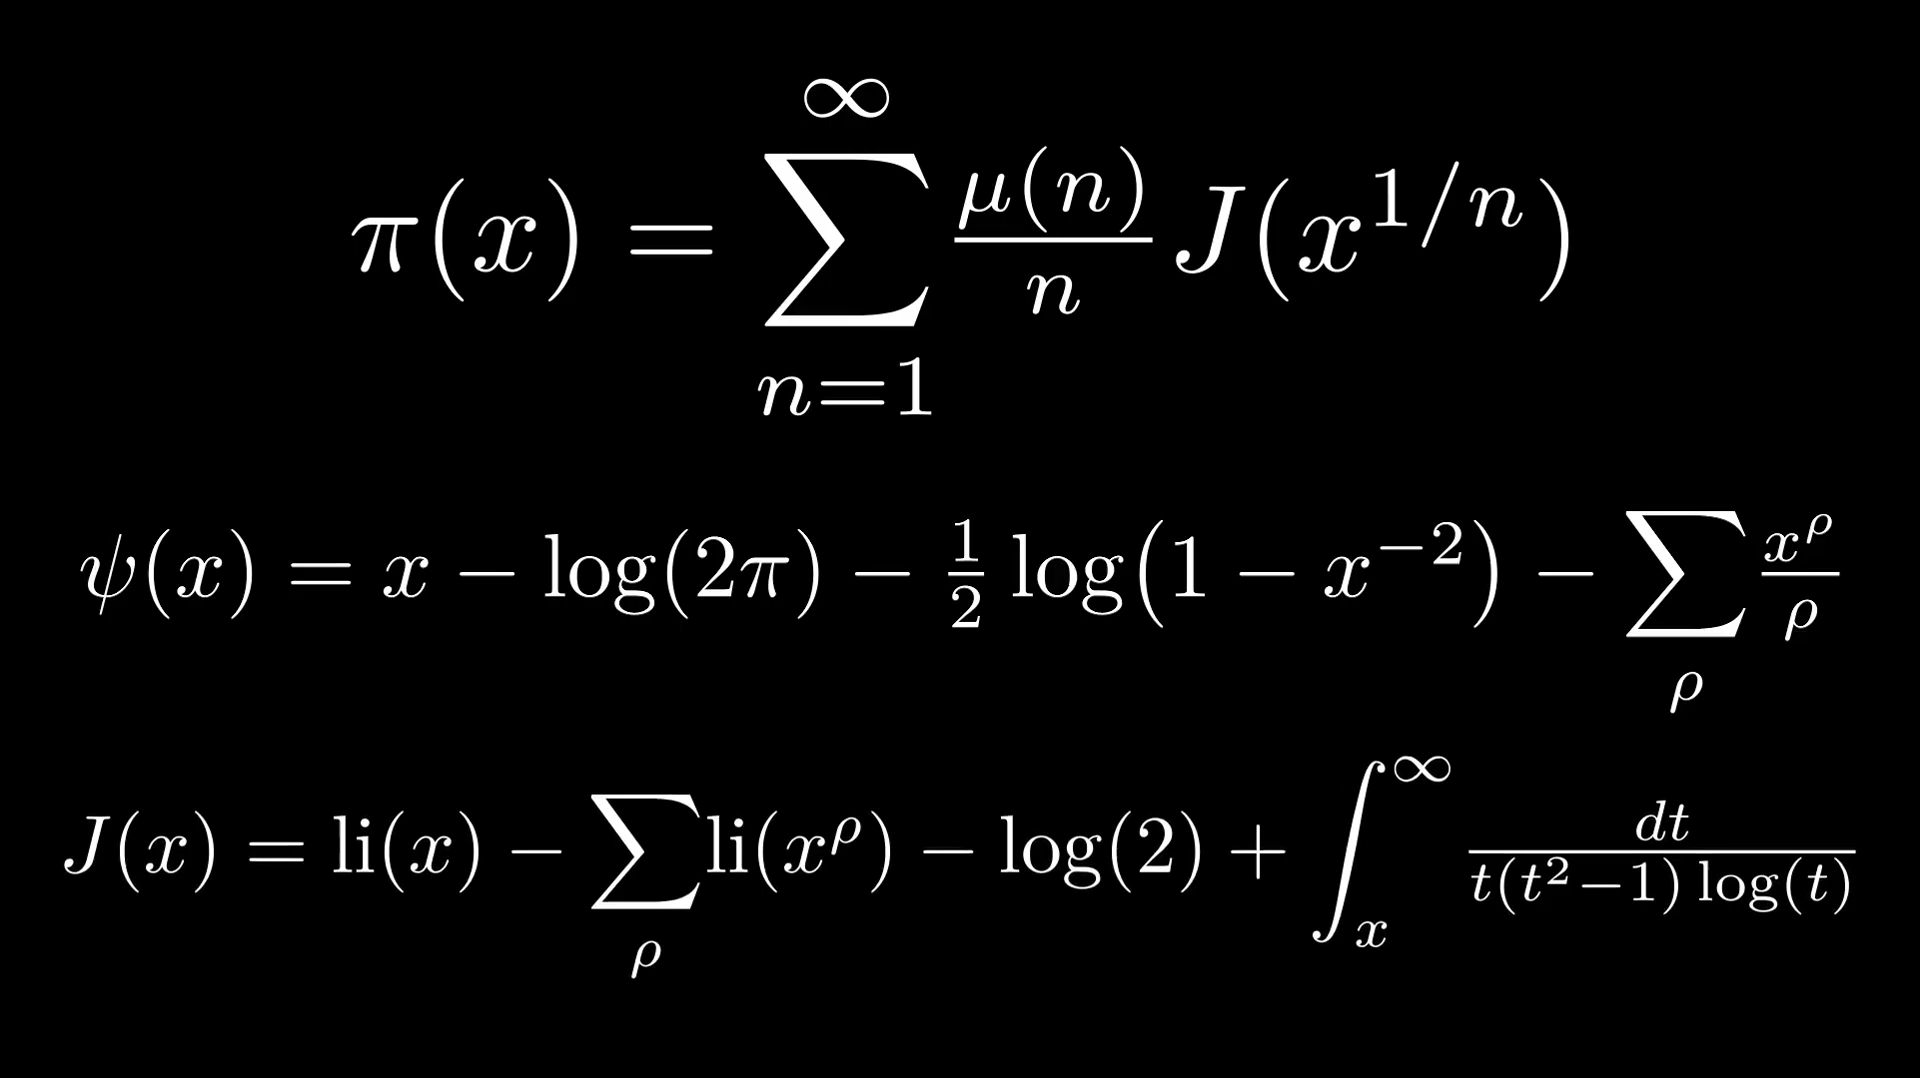 π(x) = ∑_{n=1}^{∞} μ(n)/n J(x^{1/n})
ψ(x) = x − log(2π) − 1/2 log(1 − x^{−2}) − ∑_ρ x^ρ/ρ
J(x) = li(x) − ∑_ρ li(x^ρ) − log(2) + ∫_x^∞ dt/(t(t²−1) log(t))